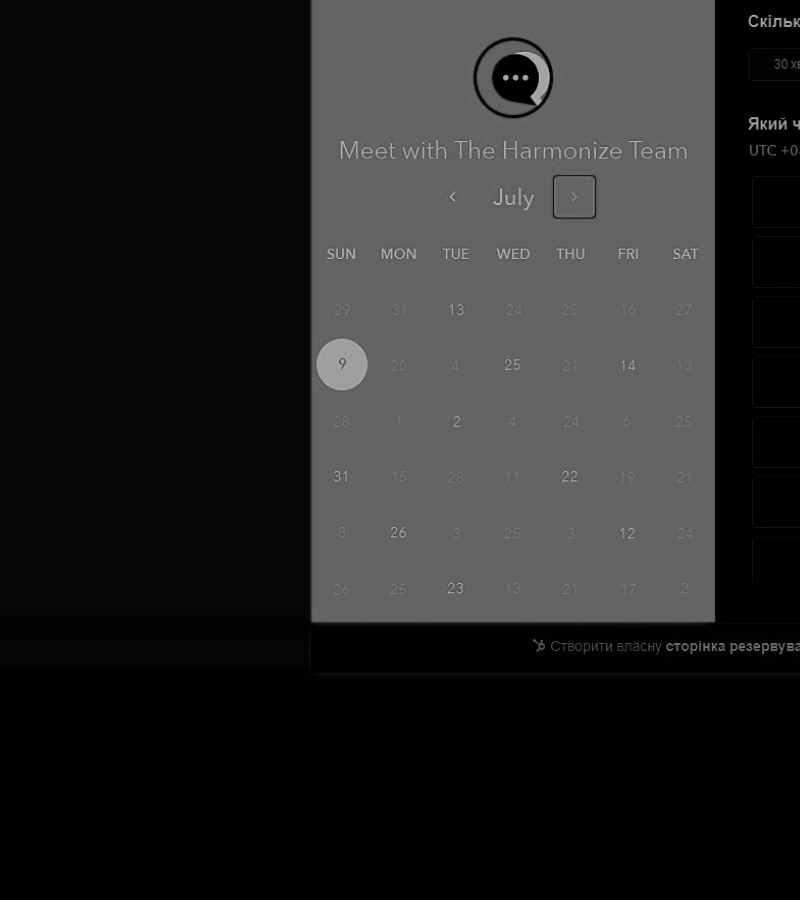 Meet with The Harmonize Team
July
SUN MON TUE WED THU FRI SAT
29 31 13 24 25 16 27
9 20 4 25 21 14 13
28 1 2 4 24 6 25
31 15 28 11 22 19 21
8 26 3 25 3 12 24
26 25 23 13 21 17 2
Скільк
30 хв
Який ч
UTC +0
Створити власну сторінка резервува